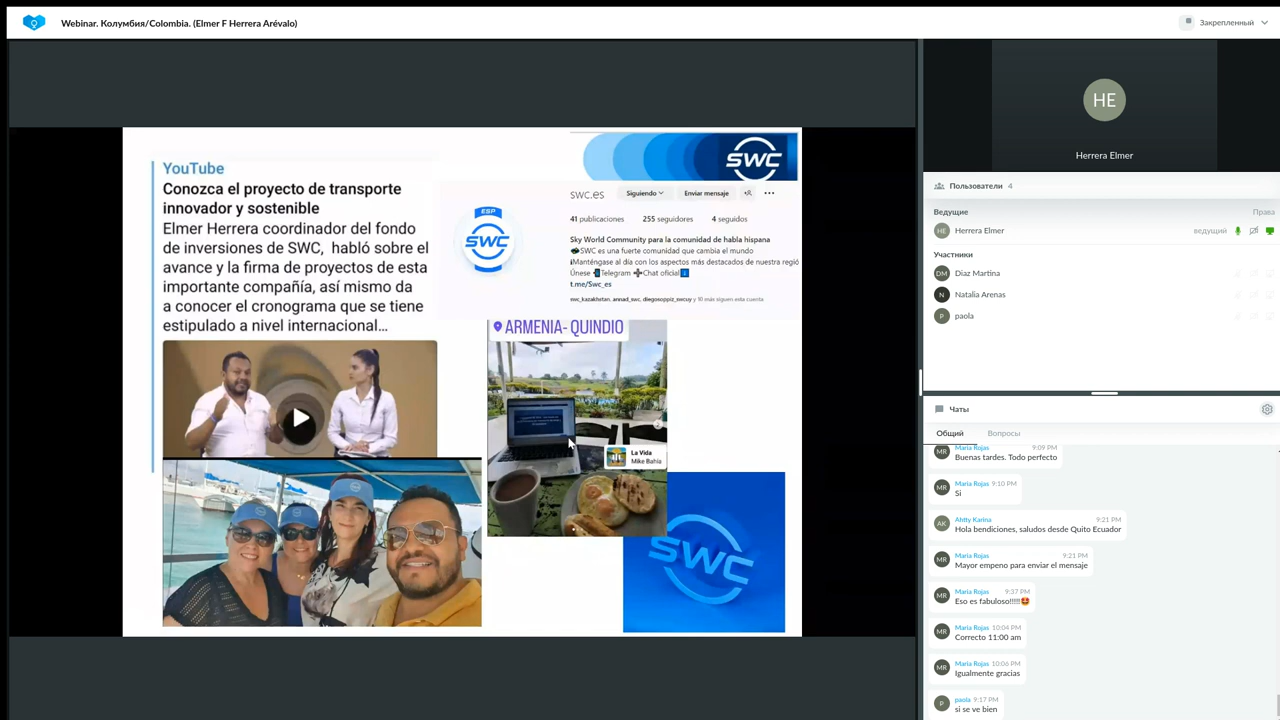 Webinar. Колумбия/Colombia. (Elmer F Herrera Arévalo)
Закрепленный
YouTube
Conozca el proyecto de transporte
innovador y sostenible
Elmer Herrera coordinador del fondo
de inversiones de SWC, habló sobre el
avance y la firma de proyectos de esta
importante compañía, así mismo da
a conocer el cronograma que se tiene
estipulado a nivel internacional...
SWC
swc.es
Siguiendo
Enviar mensaje
41 publicaciones
255 seguidores
4 seguidos
ESP
SWC
Sky World Community para la comunidad de habla hispana
SWC es una fuerte comunidad que cambia el mundo
¡Manténgase al día con los aspectos más destacados de nuestra regió
Únese Telegram Chat oficial
t.me/Swc_es
swc_kazakhstan, annad_swc, diegosoppiz_swcuy y 10 más siguen esta cuenta
ARMENIA- QUINDIO
La Vida
Mike Bahía
SWC
HE
Herrera Elmer
Пользователи 4
Ведущие
Права
HE
Herrera Elmer
ведущий
Участники
DM
Diaz Martina
N
Natalia Arenas
P
paola
Чаты
Общий
Вопросы
MR
Maria Rojas 9:09 PM
Buenas tardes. Todo perfecto
MR
Maria Rojas 9:10 PM
Si
AK
Ahtty Karina 9:21 PM
Hola bendiciones, saludos desde Quito Ecuador
MR
Maria Rojas 9:21 PM
Mayor empeno para enviar el mensaje
MR
Maria Rojas 9:37 PM
Eso es fabuloso!!!!!🤩
MR
Maria Rojas 10:04 PM
Correcto 11:00 am
MR
Maria Rojas 10:06 PM
Igualmente gracias
P
paola 9:17 PM
si se ve bien